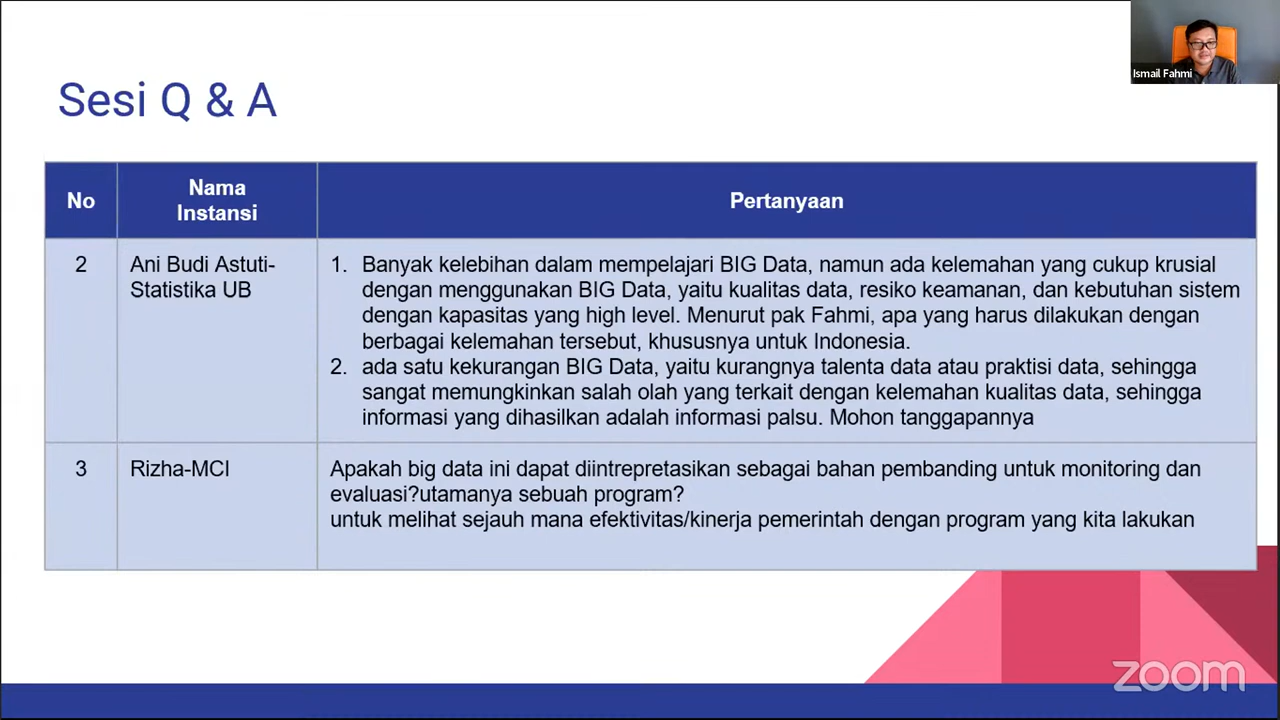 Ismail Fahmi
Sesi Q & A
No
Nama
Instansi
Pertanyaan
2
Ani Budi Astuti-
Statistika UB
1. Banyak kelebihan dalam mempelajari BIG Data, namun ada kelemahan yang cukup krusial
dengan menggunakan BIG Data, yaitu kualitas data, resiko keamanan, dan kebutuhan sistem
dengan kapasitas yang high level. Menurut pak Fahmi, apa yang harus dilakukan dengan
berbagai kelemahan tersebut, khususnya untuk Indonesia.
2. ada satu kekurangan BIG Data, yaitu kurangnya talenta data atau praktisi data, sehingga
sangat memungkinkan salah olah yang terkait dengan kelemahan kualitas data, sehingga
informasi yang dihasilkan adalah informasi palsu. Mohon tanggapannya
3
Rizha-MCI
Apakah big data ini dapat diintrepretasikan sebagai bahan pembanding untuk monitoring dan
evaluasi?utamanya sebuah program?
untuk melihat sejauh mana efektivitas/kinerja pemerintah dengan program yang kita lakukan
zoom